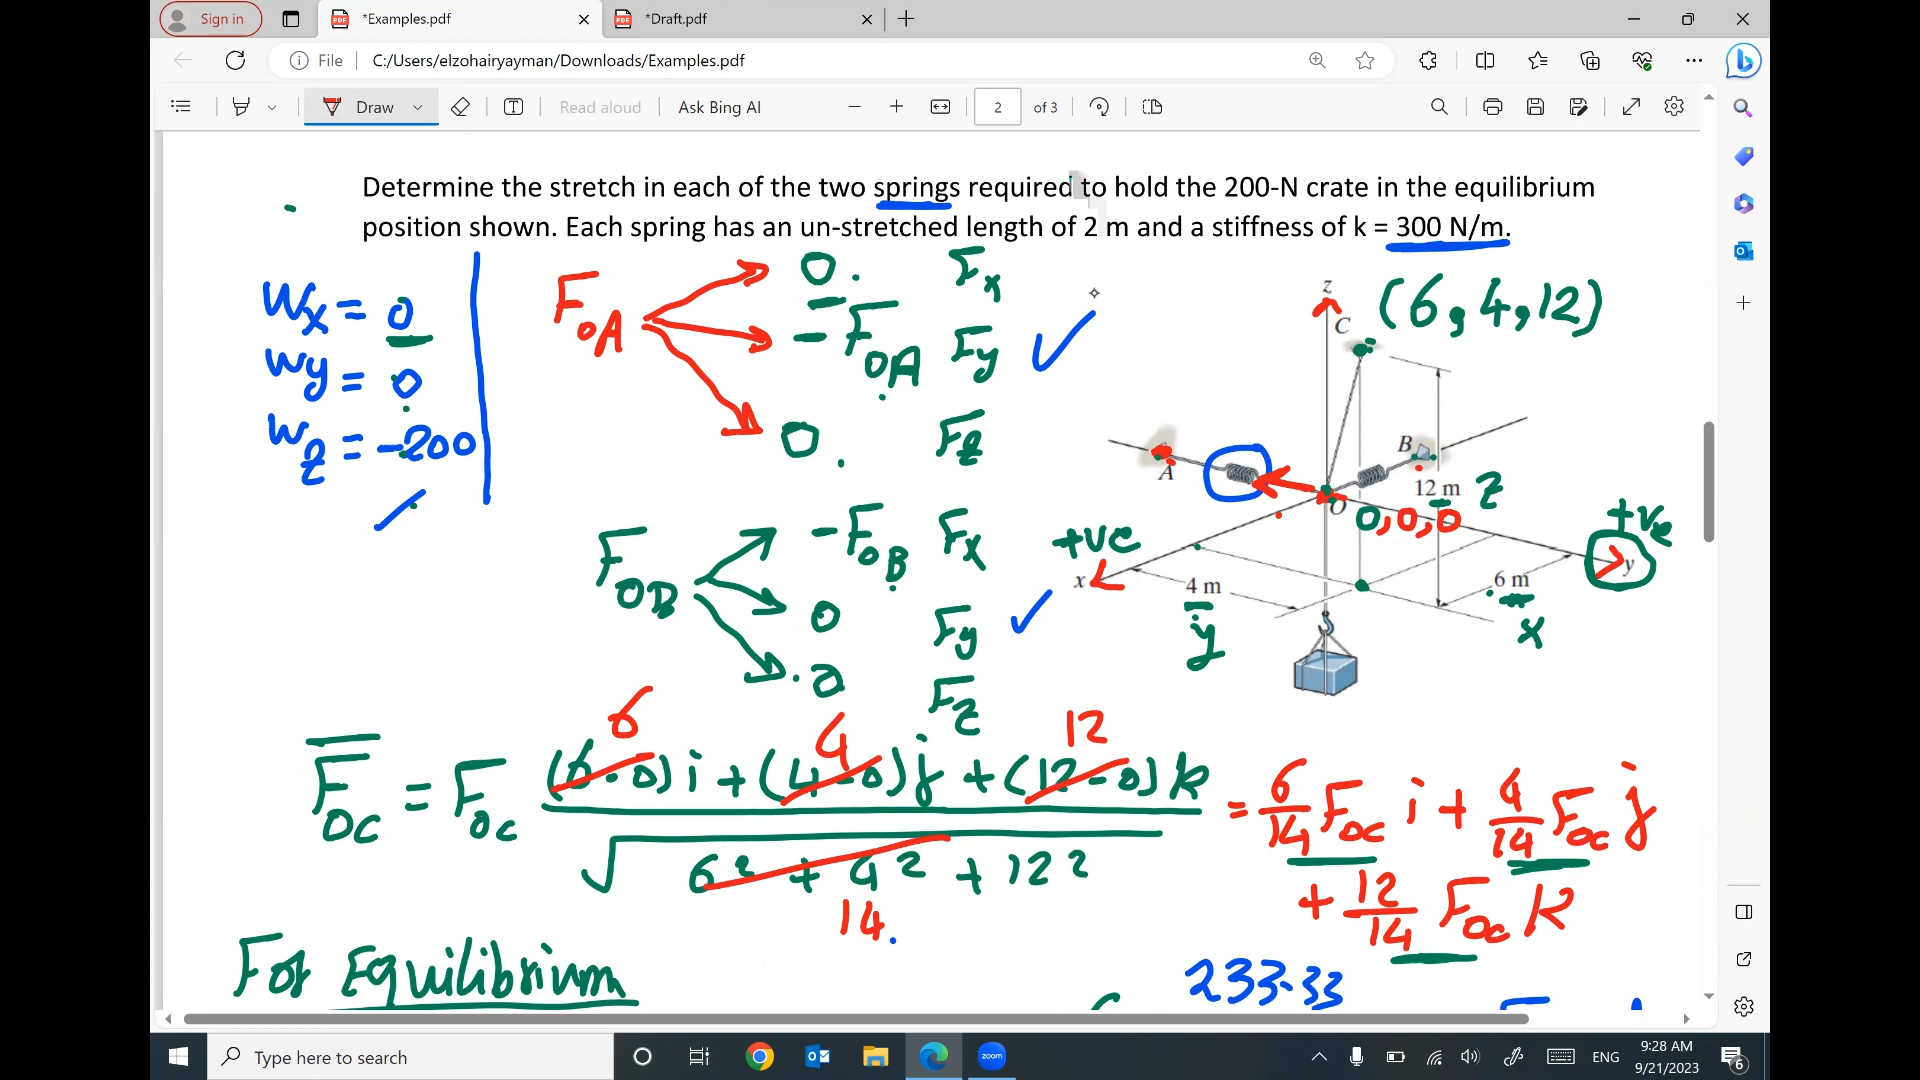 Sign in
*Examples.pdf
*Draft.pdf
File
C:/Users/elzohairyayman/Downloads/Examples.pdf
Draw
Read aloud
Ask Bing AI
2
of 3
Determine the stretch in each of the two springs required to hold the 200-N crate in the equilibrium
position shown. Each spring has an un-stretched length of 2 m and a stiffness of k = 300 N/m.
Wx = 0
Wy = 0
Wz = -200
FOA
0. Fx
-FOA Fy
0. Fz
FOB
-FOB Fx
0 Fy
0 Fz
z
C
(6,4,12)
A
B
12 m
z
O
0,0,0
+ve
+ve
x
y
4 m
y
6 m
x
6 4 12
FOC = FOC (6-0)i + (4-0)j + (12-0)k
√ 6² + 4² + 12²
14.
= 6/14 FOC i + 4/14 FOC j
+ 12/14 FOC k
For Equilibrium
233.33
Type here to search
zoom
ENG
9:28 AM
9/21/2023
6